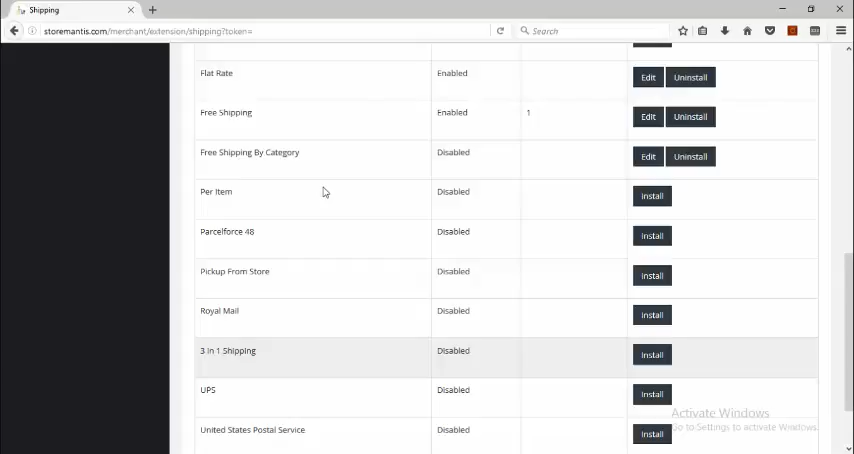 Shipping
storemantis.com/merchant/extension/shipping?token=
Search
Flat Rate Enabled Edit Uninstall
Free Shipping Enabled 1 Edit Uninstall
Free Shipping By Category Disabled Edit Uninstall
Per Item Disabled Install
Parcelforce 48 Disabled Install
Pickup From Store Disabled Install
Royal Mail Disabled Install
3 In 1 Shipping Disabled Install
UPS Disabled Install
Activate Windows
Go to Settings to activate Windows.
United States Postal Service Disabled Install